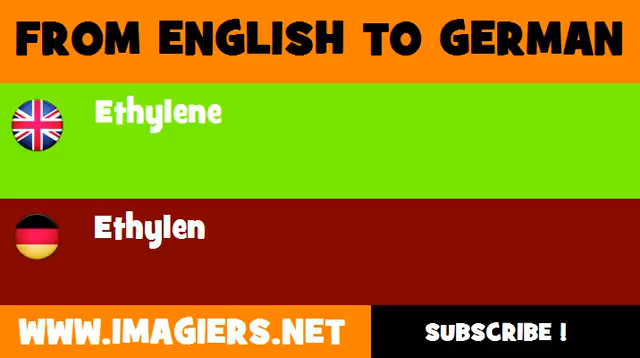 FROM ENGLISH TO GERMAN
Ethylene
Ethylen
WWW.IMAGIERS.NET
SUBSCRIBE !